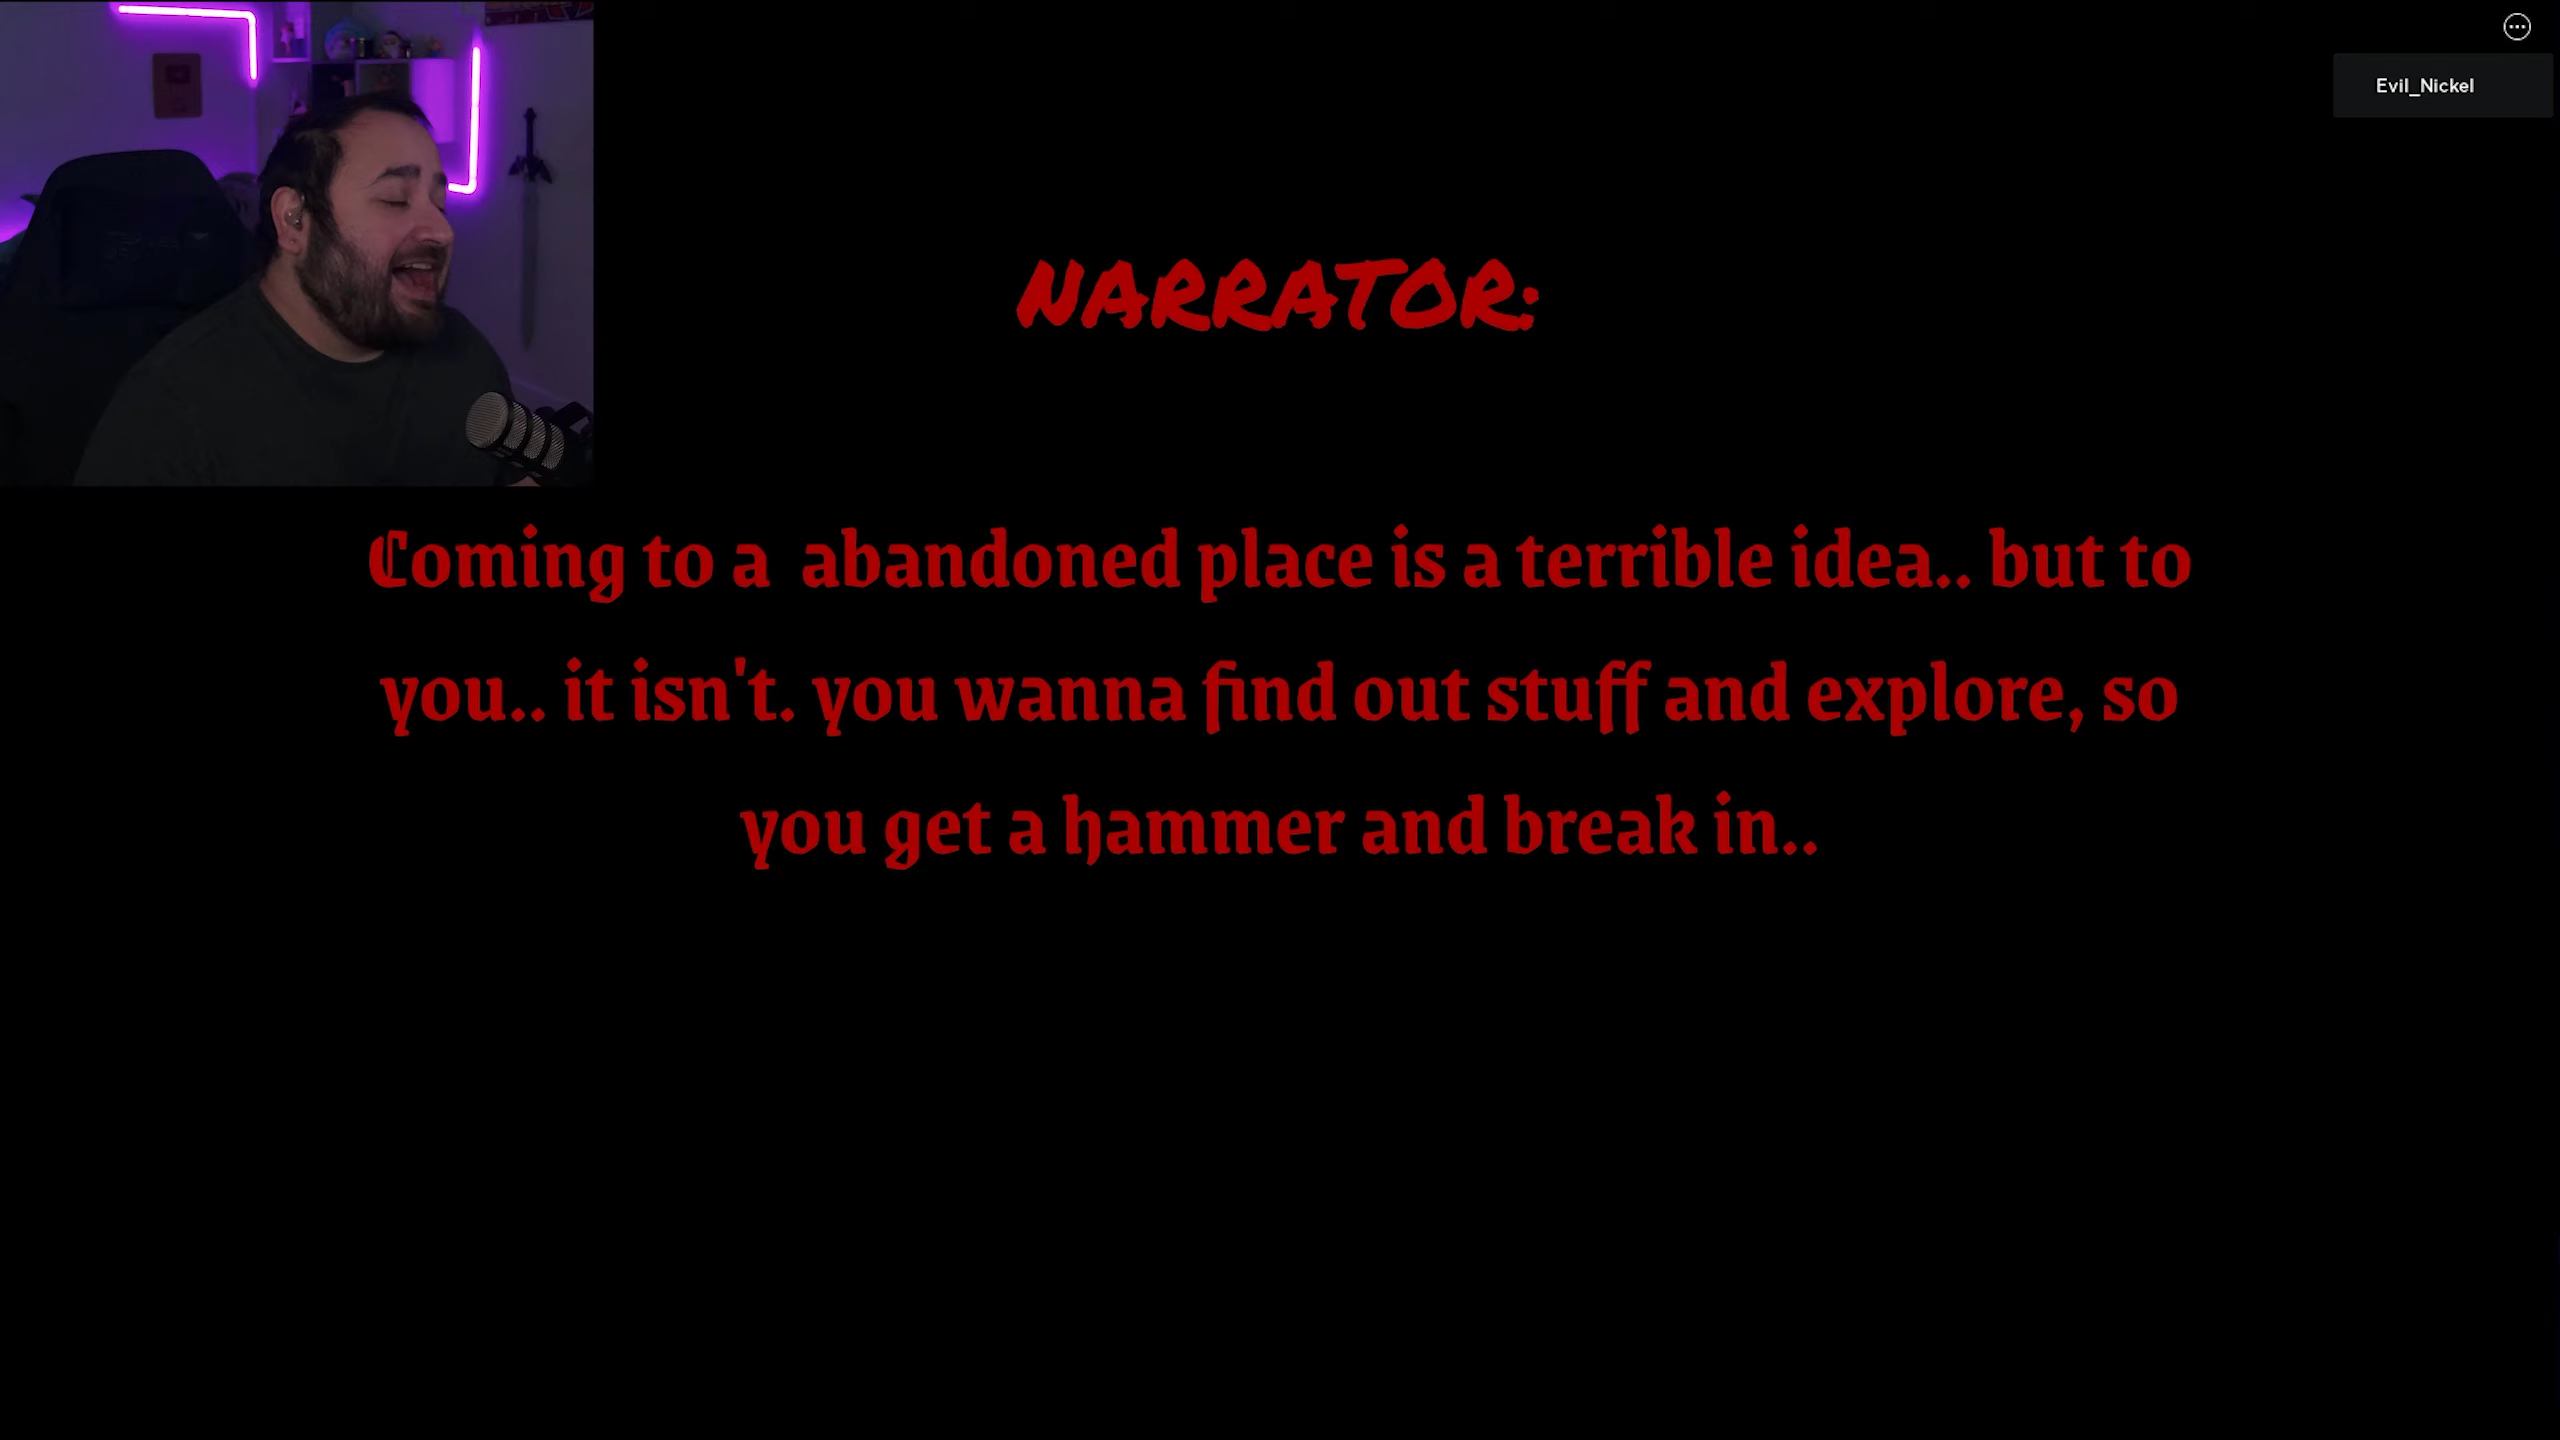 Evil_Nickel
NARRATOR:
Coming to a  abandoned place is a terrible idea.. but to
you.. it isn't. you wanna find out stuff and explore, so
you get a hammer and break in..